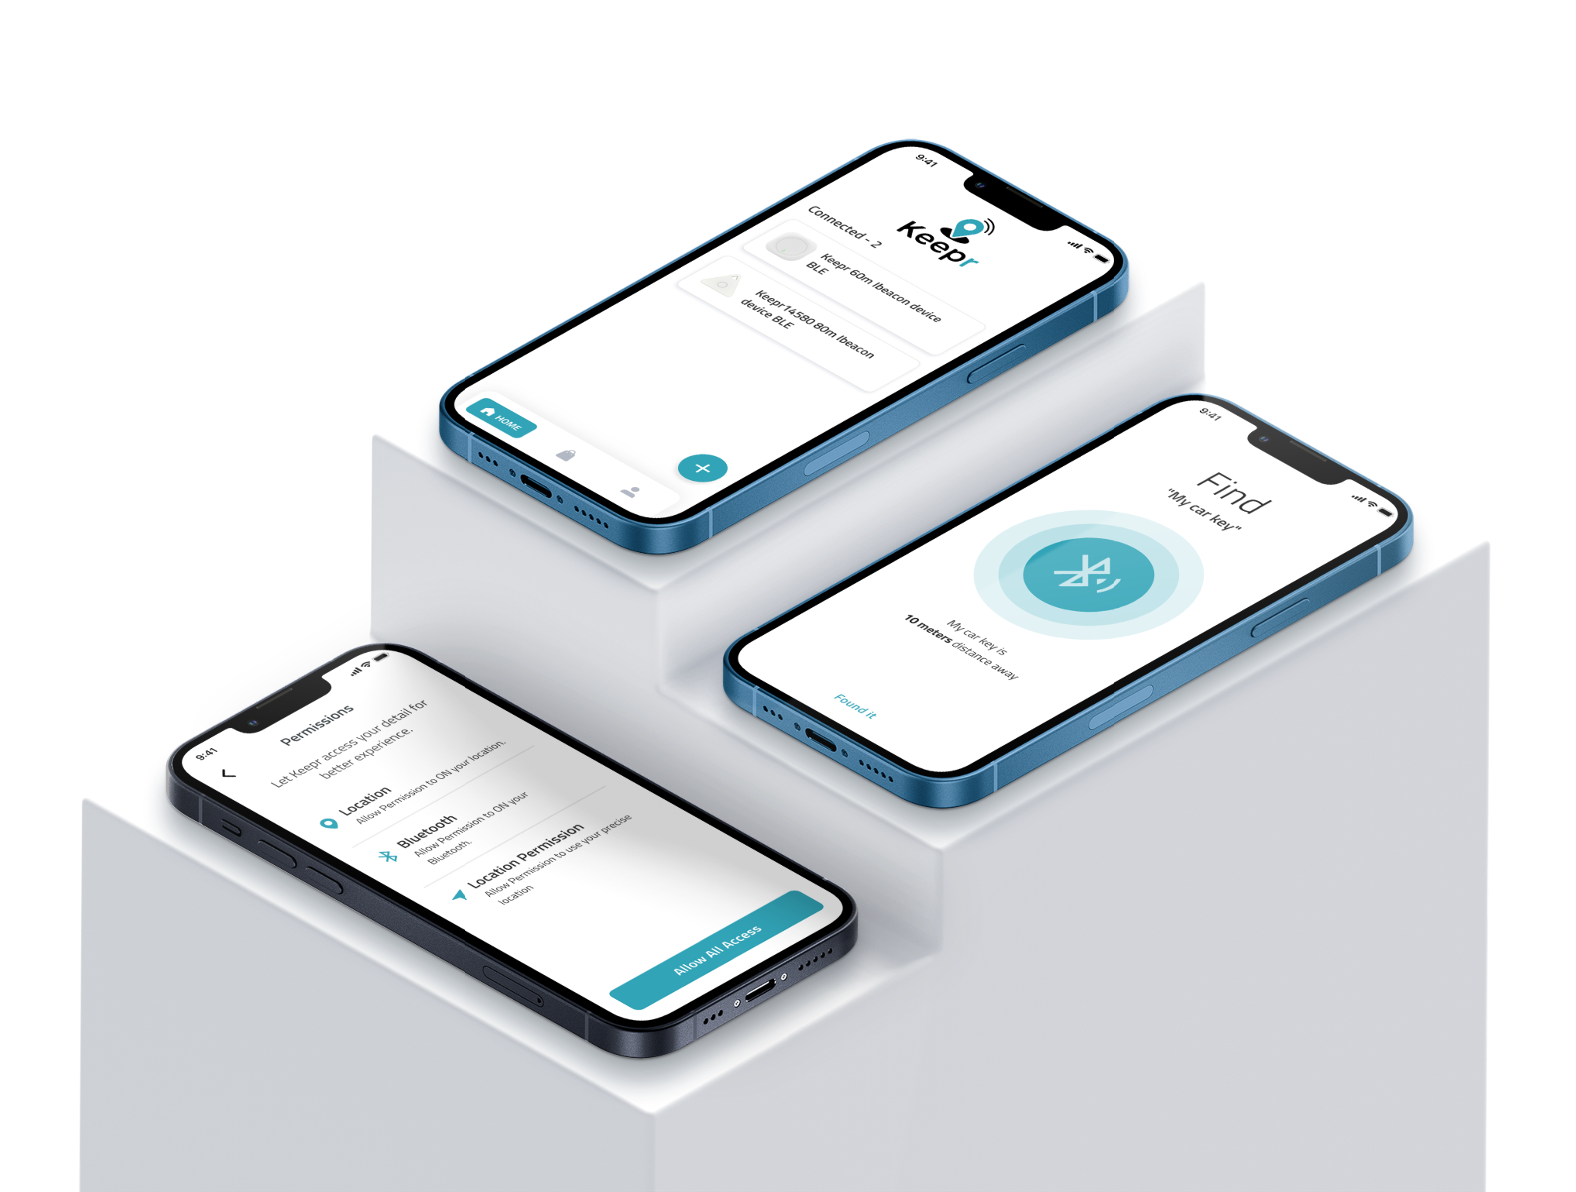 9:41
Keepr
Connected - 2
Keepr 60m Ibeacon device
BLE
Keepr14580 80m Ibeacon
device BLE
HOME
9:41
Find
"My car key"
My car key is
10 meters distance away
Found it
9:41
Permissions
Let Keepr access your detail for
better experience.
Location
Allow Permission to ON your location.
Bluetooth
Allow Permission to ON your
Bluetooth.
Location Permission
Allow Permission to use your precise
location
Allow All Access